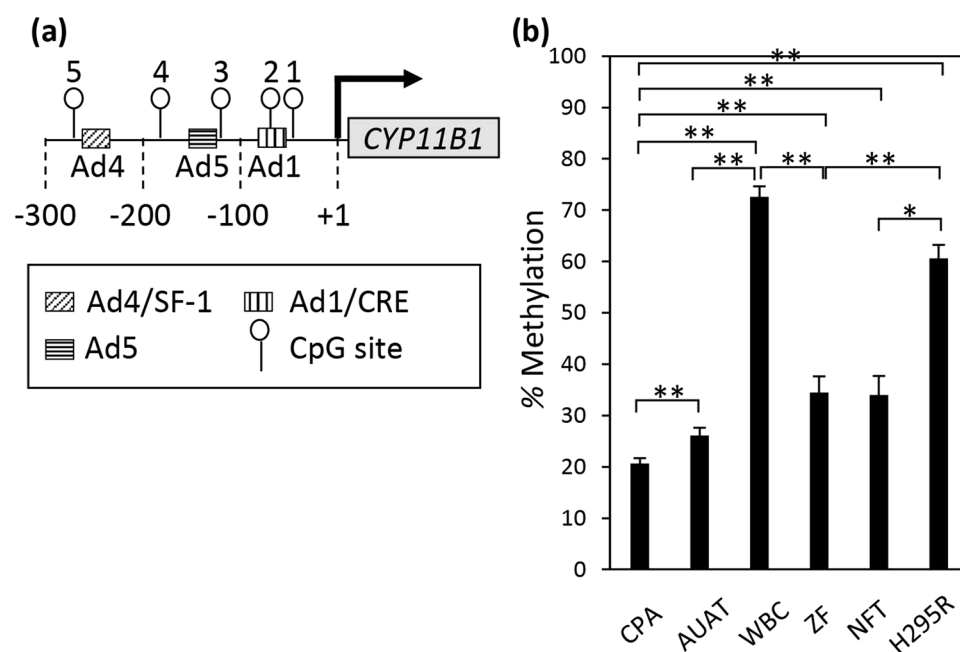 (a)
5 4 3 2 1
CYP11B1
Ad4 Ad5 Ad1
-300 -200 -100 +1
Ad4/SF-1 Ad1/CRE
Ad5 CpG site
(b)
% Methylation
100
90
80
70
60
50
40
30
20
10
0
**
**
**
**
** ** **
*
**
CPA AUAT WBC ZF NFT H295R